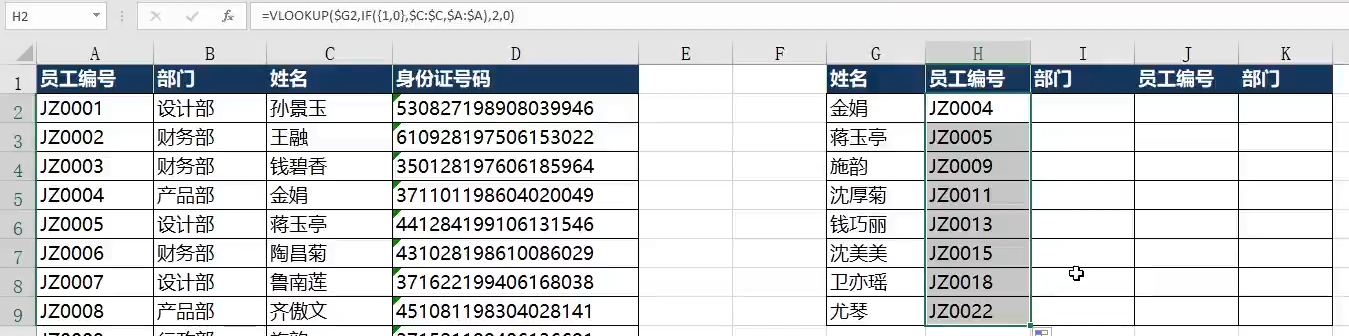 H2 fx =VLOOKUP($G2,IF({1,0},$C:$C,$A:$A),2,0)
A B C D E F G H I J K
1 员工编号 部门 姓名 身份证号码 姓名 员工编号 部门 员工编号 部门
2 JZ0001 设计部 孙景玉 530827198908039946 金娟 JZ0004
3 JZ0002 财务部 王融 610928197506153022 蒋玉亭 JZ0005
4 JZ0003 财务部 钱碧香 350128197606185964 施韵 JZ0009
5 JZ0004 产品部 金娟 371101198604020049 沈厚菊 JZ0011
6 JZ0005 设计部 蒋玉亭 441284199106131546 钱巧丽 JZ0013
7 JZ0006 财务部 陶昌菊 431028198610086029 沈美美 JZ0015
8 JZ0007 设计部 鲁南莲 371622199406168038 卫亦瑶 JZ0018
9 JZ0008 产品部 齐傲文 451081198304028141 尤琴 JZ0022